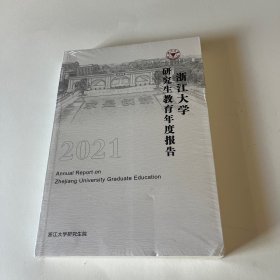 浙江大学
研究生教育年度报告
2021
Annual Report on
Zhejiang University Graduate Education
浙江大学研究生院